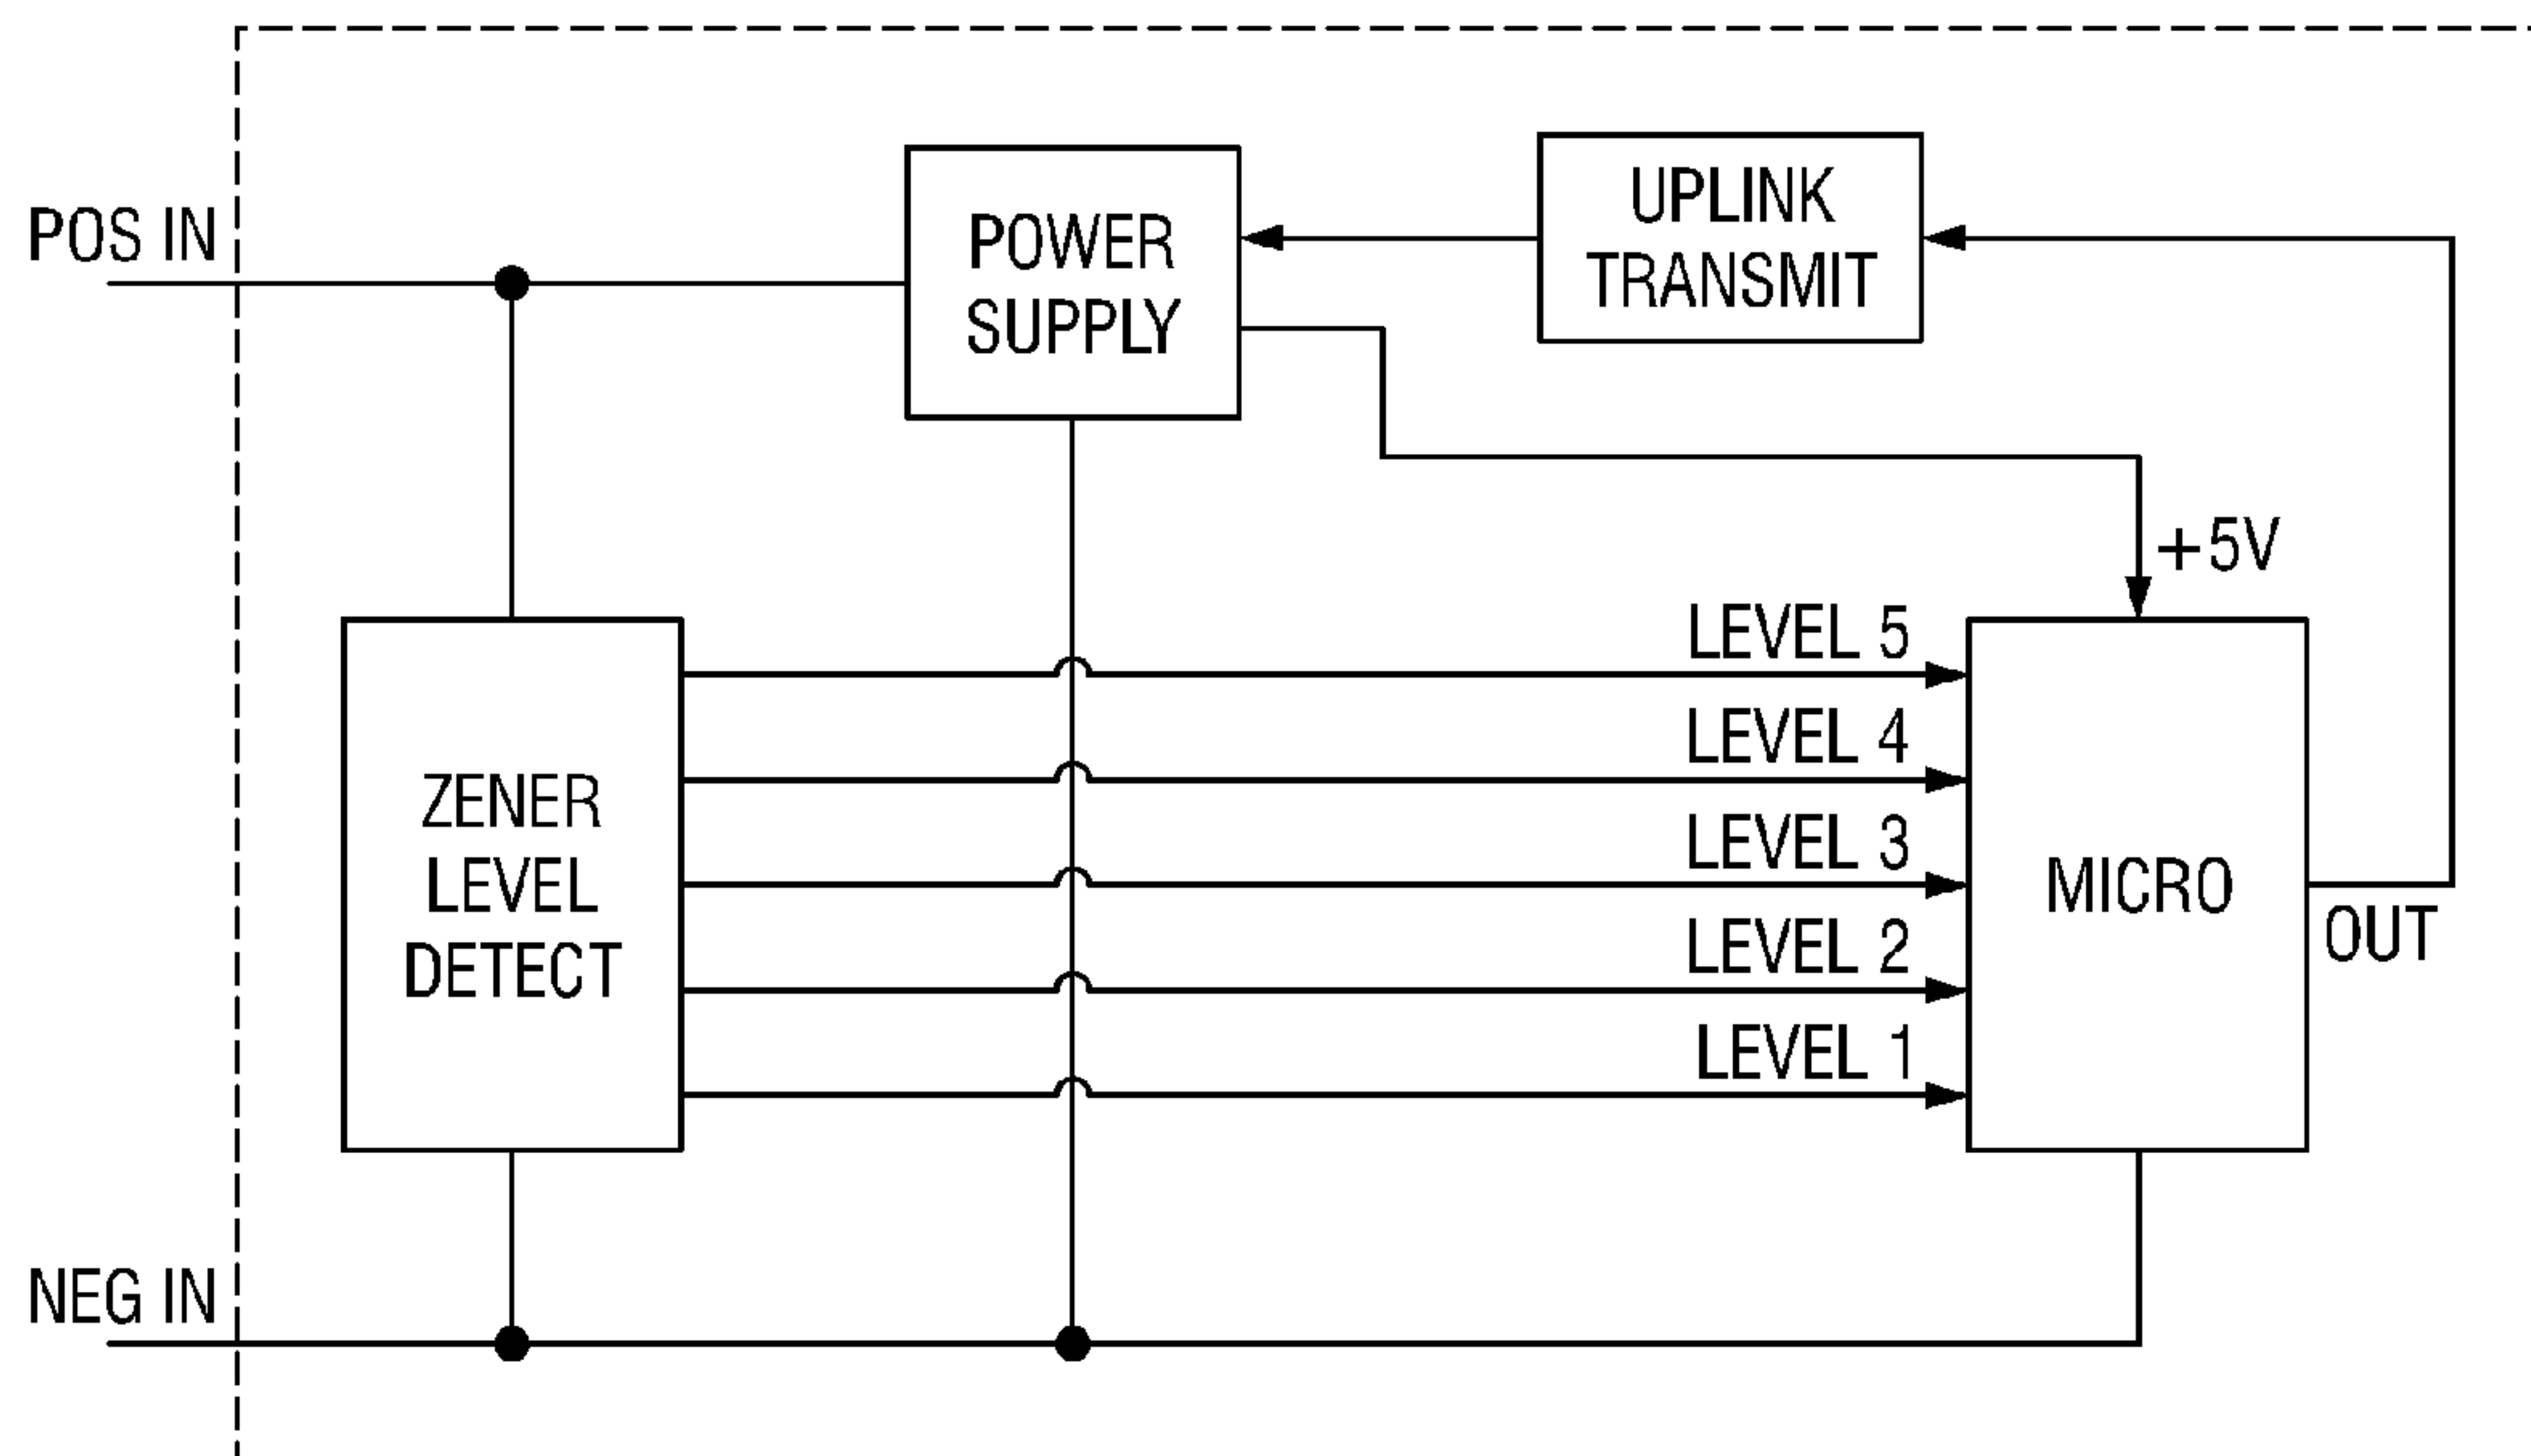 POS IN
POWER
SUPPLY
UPLINK
TRANSMIT
+5V
ZENER
LEVEL
DETECT
LEVEL 5
LEVEL 4
LEVEL 3
LEVEL 2
LEVEL 1
MICRO
OUT
NEG IN